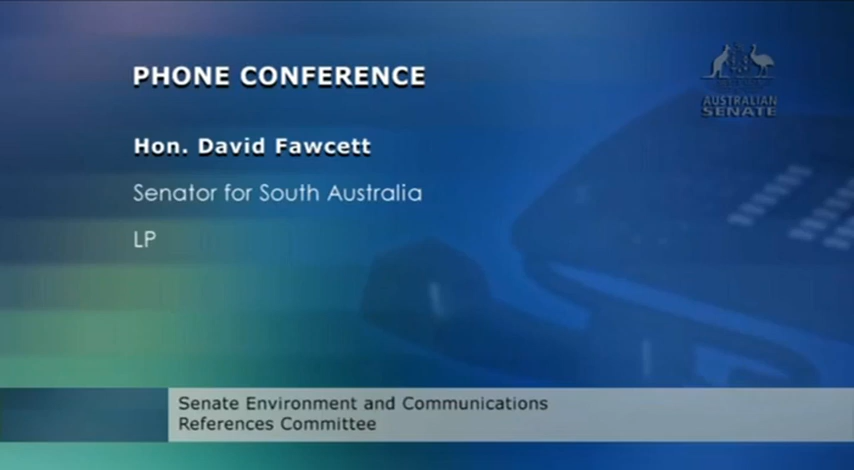 PHONE CONFERENCE
AUSTRALIAN
SENATE
Hon. David Fawcett
Senator for South Australia
LP
Senate Environment and Communications
References Committee